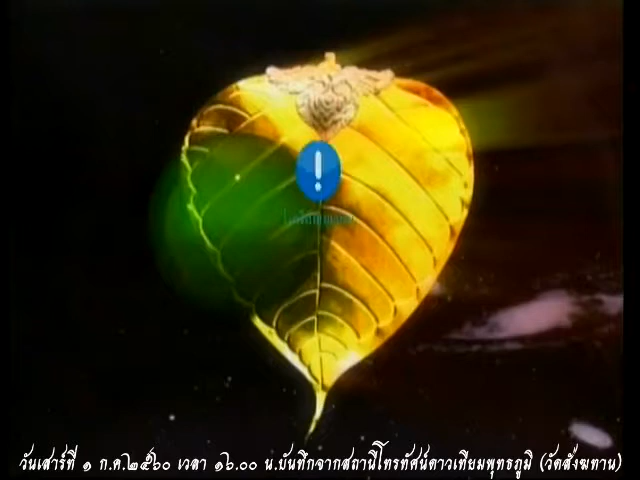 วันเสาร์ที่ ๑ ก.ค.๒๕๖๐ เวลา ๑๖.๐๐ น.บันทึกจากสถานีโทรทัศน์ดาวเทียมพุทธภูมิ (วัดสังฆทาน)